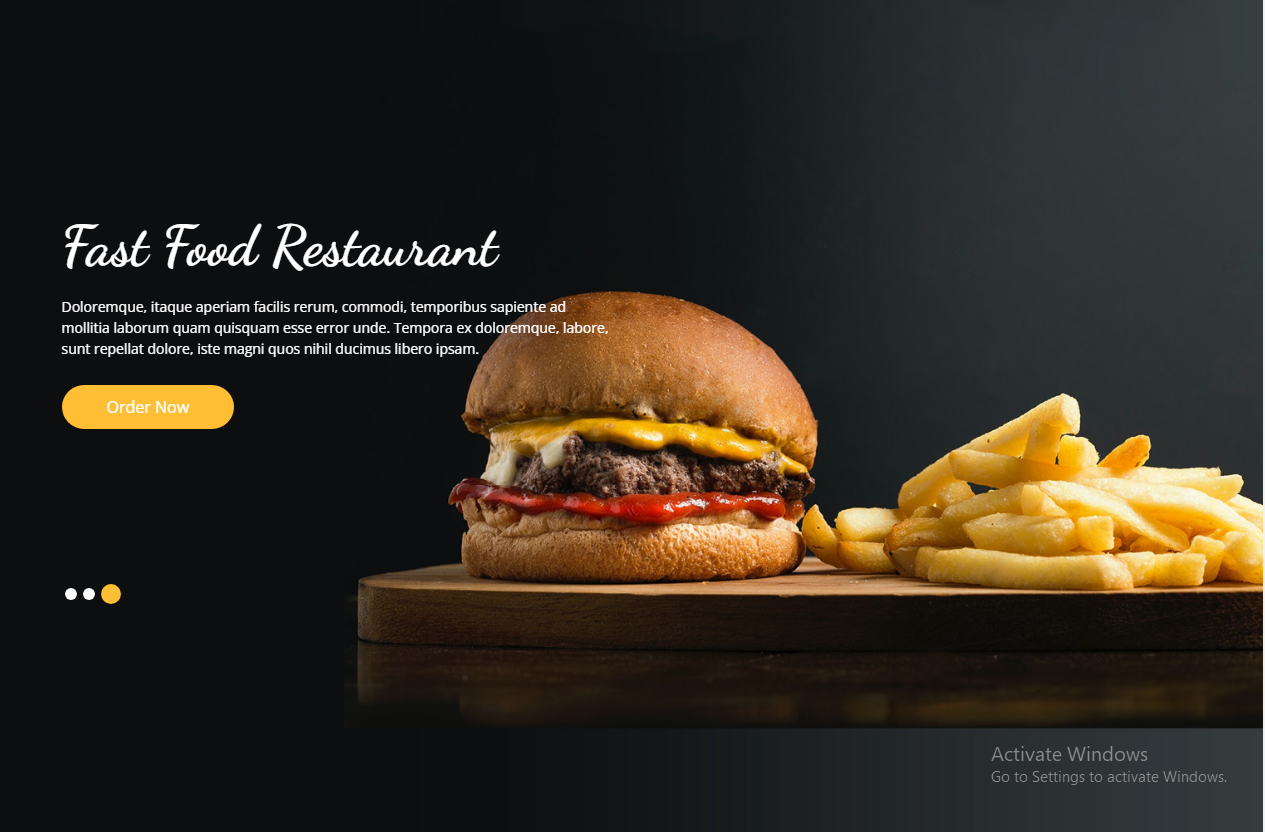 Fast Food Restaurant
Doloremque, itaque aperiam facilis rerum, commodi, temporibus sapiente ad
mollitia laborum quam quisquam esse error unde. Tempora ex doloremque, labore,
sunt repellat dolore, iste magni quos nihil ducimus libero ipsam.
Order Now
Activate Windows
Go to Settings to activate Windows.